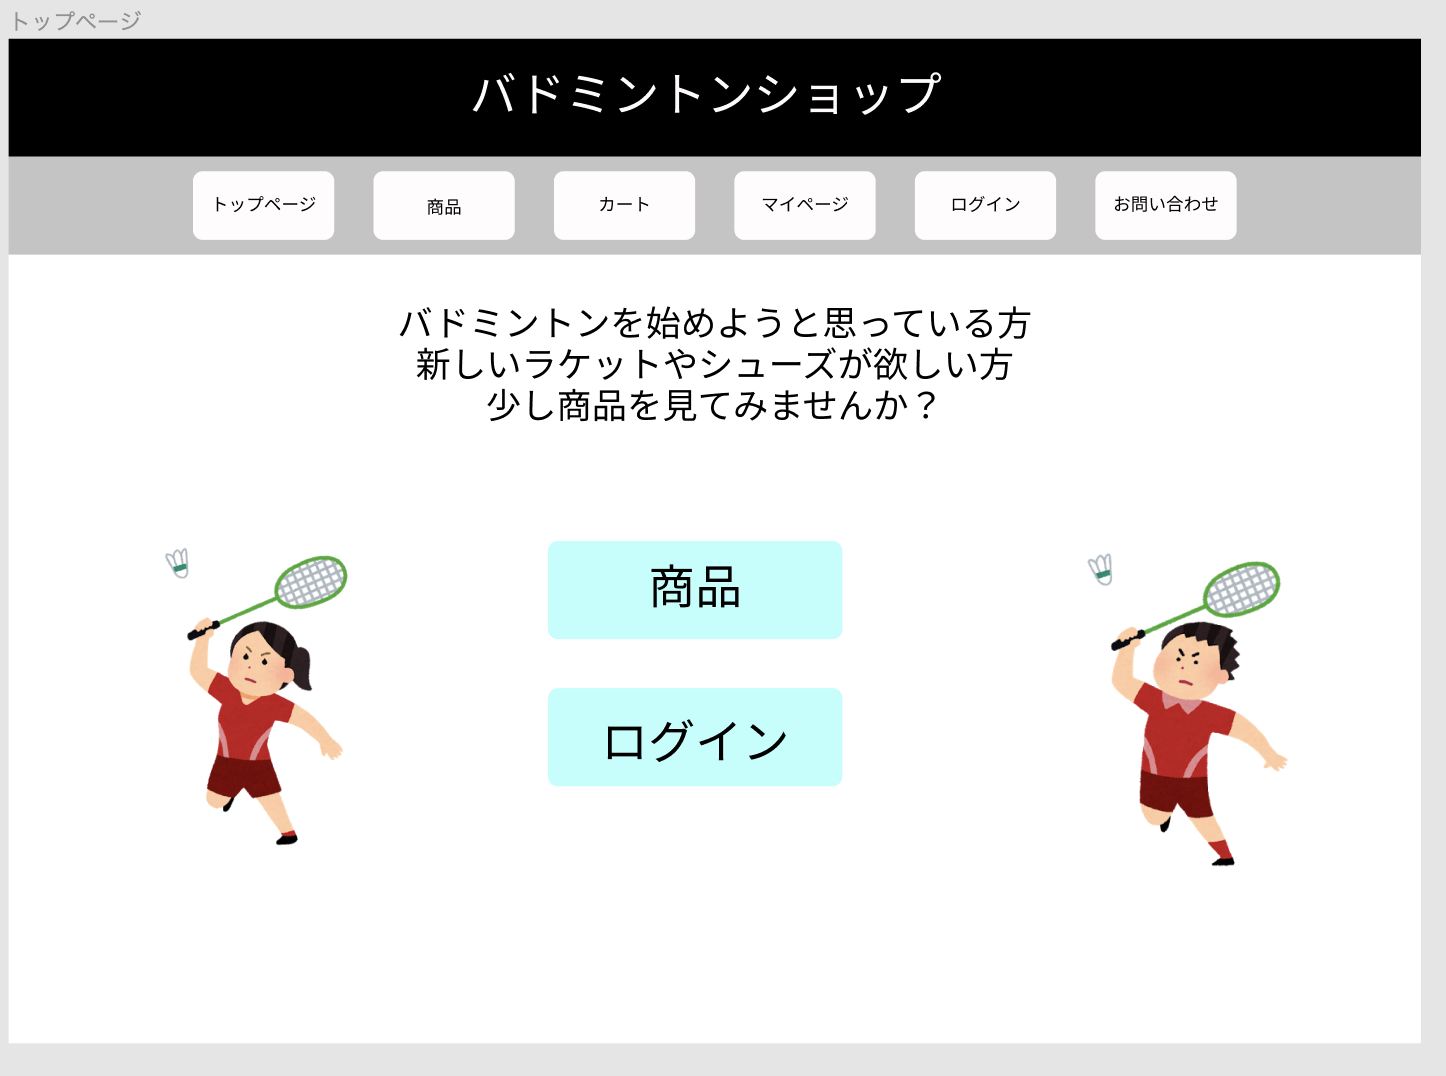 トップページ
バドミントンショップ
トップページ
商品
カート
マイページ
ログイン
お問い合わせ
バドミントンを始めようと思っている方
新しいラケットやシューズが欲しい方
少し商品を見てみませんか？
商品
ログイン